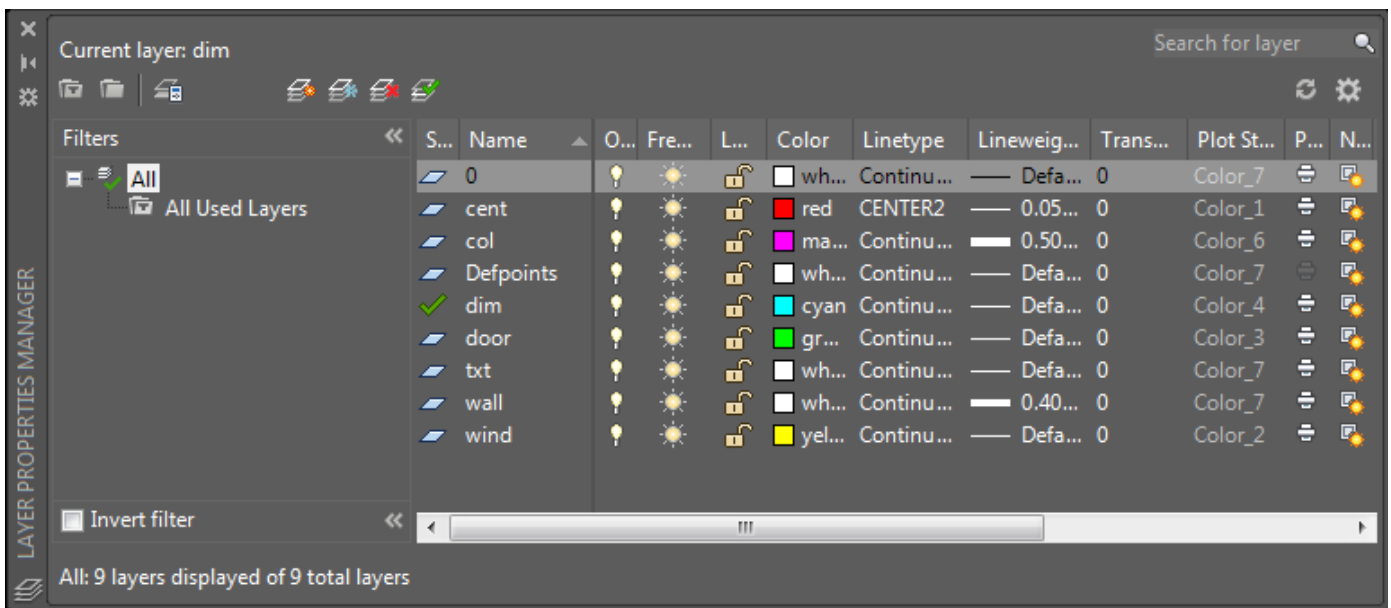 Current layer: dim
Search for layer
Filters
S... Name O... Fre... L... Color Linetype Lineweig... Trans... Plot St... P... N...
All
All Used Layers
0 wh... Continu... Defa... 0 Color_7
cent red CENTER2 0.05... 0 Color_1
col ma... Continu... 0.50... 0 Color_6
Defpoints wh... Continu... Defa... 0 Color_7
dim cyan Continu... Defa... 0 Color_4
door gr... Continu... Defa... 0 Color_3
txt wh... Continu... Defa... 0 Color_7
wall wh... Continu... 0.40... 0 Color_7
wind yel... Continu... Defa... 0 Color_2
Invert filter
All: 9 layers displayed of 9 total layers
LAYER PROPERTIES MANAGER